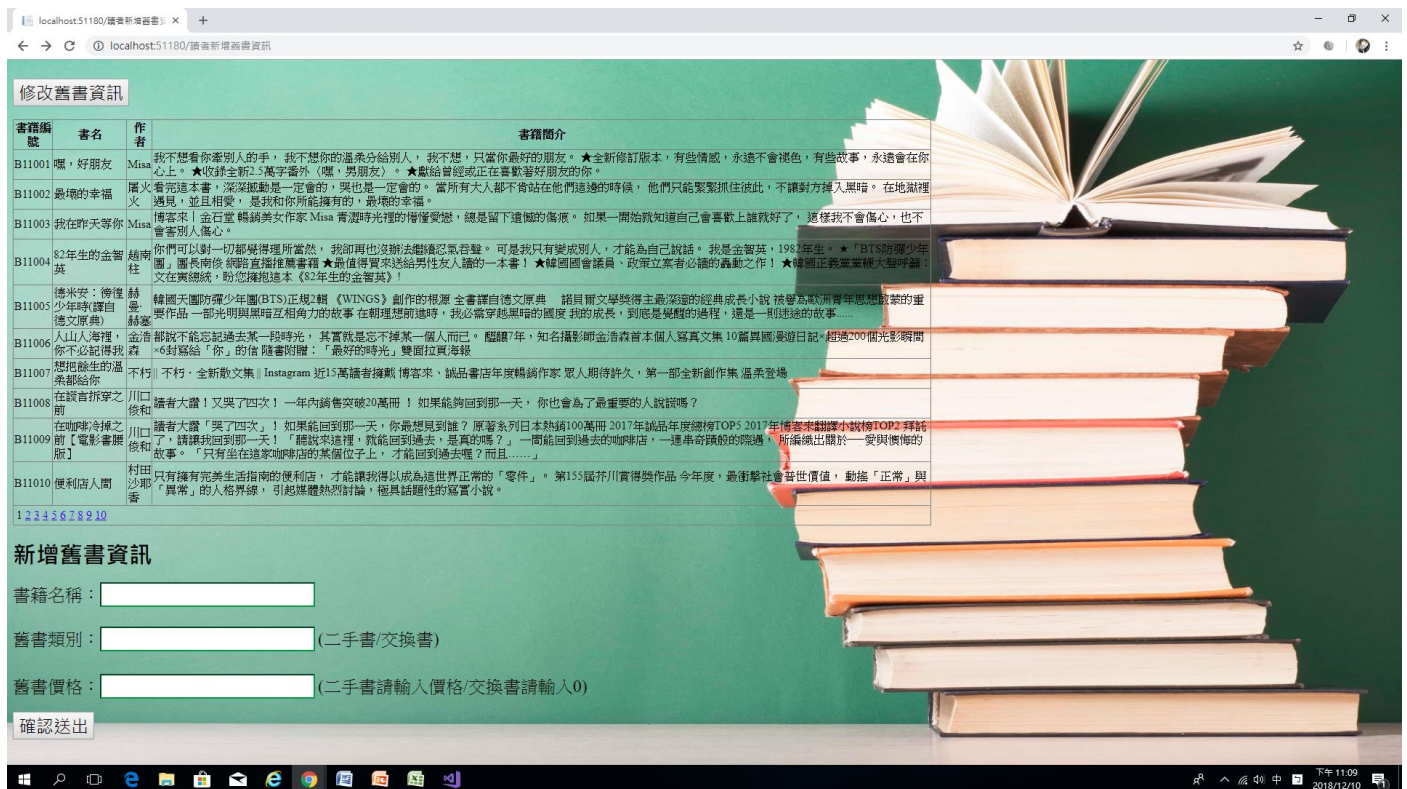 localhost:51180/讀者新增舊書
localhost:51180/讀者新增舊書資訊
修改舊書資訊
書籍編號 書名 作者 書籍簡介
B11001 嘿，好朋友 Misa 我不想看你牽別人的手， 我不想你的溫柔分給別人， 我不想，只當你最好的朋友。 ★全新修訂版本，有些情感，永遠不會褪色，有些故事，永遠會在你
心上。 ★收錄全新2.5萬字番外〈嘿，男朋友〉。 ★獻給曾經或正在喜歡著好朋友的你。
B11002 最壞的幸福 屠火火 看完這本書，深深撼動是一定會的，哭也是一定會的。 當所有大人都不肯站在他們這邊的時候， 他們只能緊緊抓住彼此，不讓對方掉入黑暗。 在地獄裡
遇見，並且相愛， 是我和你所能擁有的，最壞的幸福。
B11003 我在昨天等你 Misa 博客來｜金石堂 暢銷美女作家 Misa 青澀時光裡的懵懂愛戀，總是留下遺憾的傷痕。 如果一開始就知道自己會喜歡上誰就好了， 這樣我不會傷心，也不
會害別人傷心。
B11004 82年生的金智英 趙南柱 你們可以對一切都覺得理所當然， 我卻再也沒辦法繼續忍氣吞聲。 可是我只有變成別人，才能為自己說話。 我是金智英，1982年生。 ★「BTS防彈少年
團」團長南俊 網路直播推薦書籍 ★最值得買來送給男性友人讀的一本書！ ★韓國國會議員、政策立案者必讀的轟動之作！ ★韓國正義黨黨鞭大聲呼籲：
文在寅總統，盼您擁抱這本《82年生的金智英》！
B11005 德米安：徬徨少年時(譯自德文原典) 赫曼‧赫塞 韓國天團防彈少年團(BTS)正規2輯 《WINGS》創作的根源 全書譯自德文原典 諾貝爾文學獎得主最深邃的經典成長小說 被譽為歐洲青年思想啟蒙的重
要作品 一部光明與黑暗互相角力的故事 在朝理想前進時，我必需穿越黑暗的國度 我的成長，到底是覺醒的過程，還是一則迷途的故事......
B11006 人山人海裡，你不必記得我 金浩森 都說不能忘記過去某一段時光， 其實就是忘不掉某一個人而已。 醞釀7年，知名攝影師金浩森首本個人寫真文集 10篇異國漫遊日記×超過200個光影瞬間
×6封寫給「你」的信 隨書附贈：「最好的時光」雙面拉頁海報
B11007 想把餘生的溫柔都給你 不朽 ‖ 不朽．全新散文集 ‖ Instagram 近15萬讀者擁戴 博客來、誠品書店年度暢銷作家 眾人期待許久，第一部全新創作集 溫柔登場
B11008 在謊言拆穿之前 川口俊和 讀者大讚！又哭了四次！ 一年內銷售突破20萬冊 ！ 如果能夠回到那一天， 你也會為了最重要的人說謊嗎？
B11009 在咖啡冷掉之前【電影書腰版】 川口俊和 讀者大讚「哭了四次」！ 如果能回到那一天，你最想見到誰？ 原著系列日本熱銷100萬冊 2017年誠品年度總榜TOP5 2017年博客來翻譯小說榜TOP2 拜託
了，請讓我回到那一天！ 「聽說來這裡，就能回到過去，是真的嗎？」 一間能回到過去的咖啡店，一連串奇蹟般的際遇， 所編織出關於──愛與懊悔的
故事。 「只有坐在這家咖啡店的某個位子上， 才能回到過去喔？而且……」
B11010 便利店人間 村田沙耶香 只有擁有完美生活指南的便利店， 才能讓我得以成為這世界正常的「零件」。 第155屆芥川賞得獎作品 今年度，最衝擊社會普世價值， 動搖「正常」與
「異常」的人格界線， 引起媒體熱烈討論，極具話題性的寫實小說。
1 2 3 4 5 6 7 8 9 10
新增舊書資訊
書籍名稱：
舊書類別： (二手書/交換書)
舊書價格： (二手書請輸入價格/交換書請輸入0)
確認送出
中
下午 11:09
2018/12/10